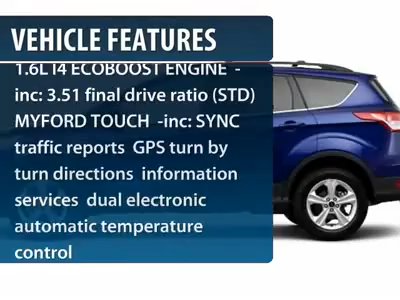 VEHICLE FEATURES
1.6L I4 ECOBOOST ENGINE -
inc: 3.51 final drive ratio (STD)
MYFORD TOUCH -inc: SYNC
traffic reports GPS turn by
turn directions information
services dual electronic
automatic temperature
control